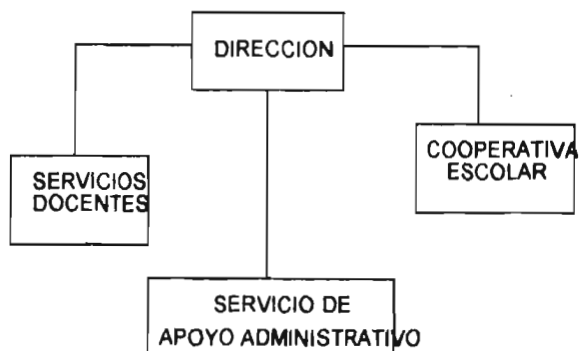 DIRECCION
COOPERATIVA
ESCOLAR
SERVICIOS
DOCENTES
SERVICIO DE
APOYO ADMINISTRATIVO